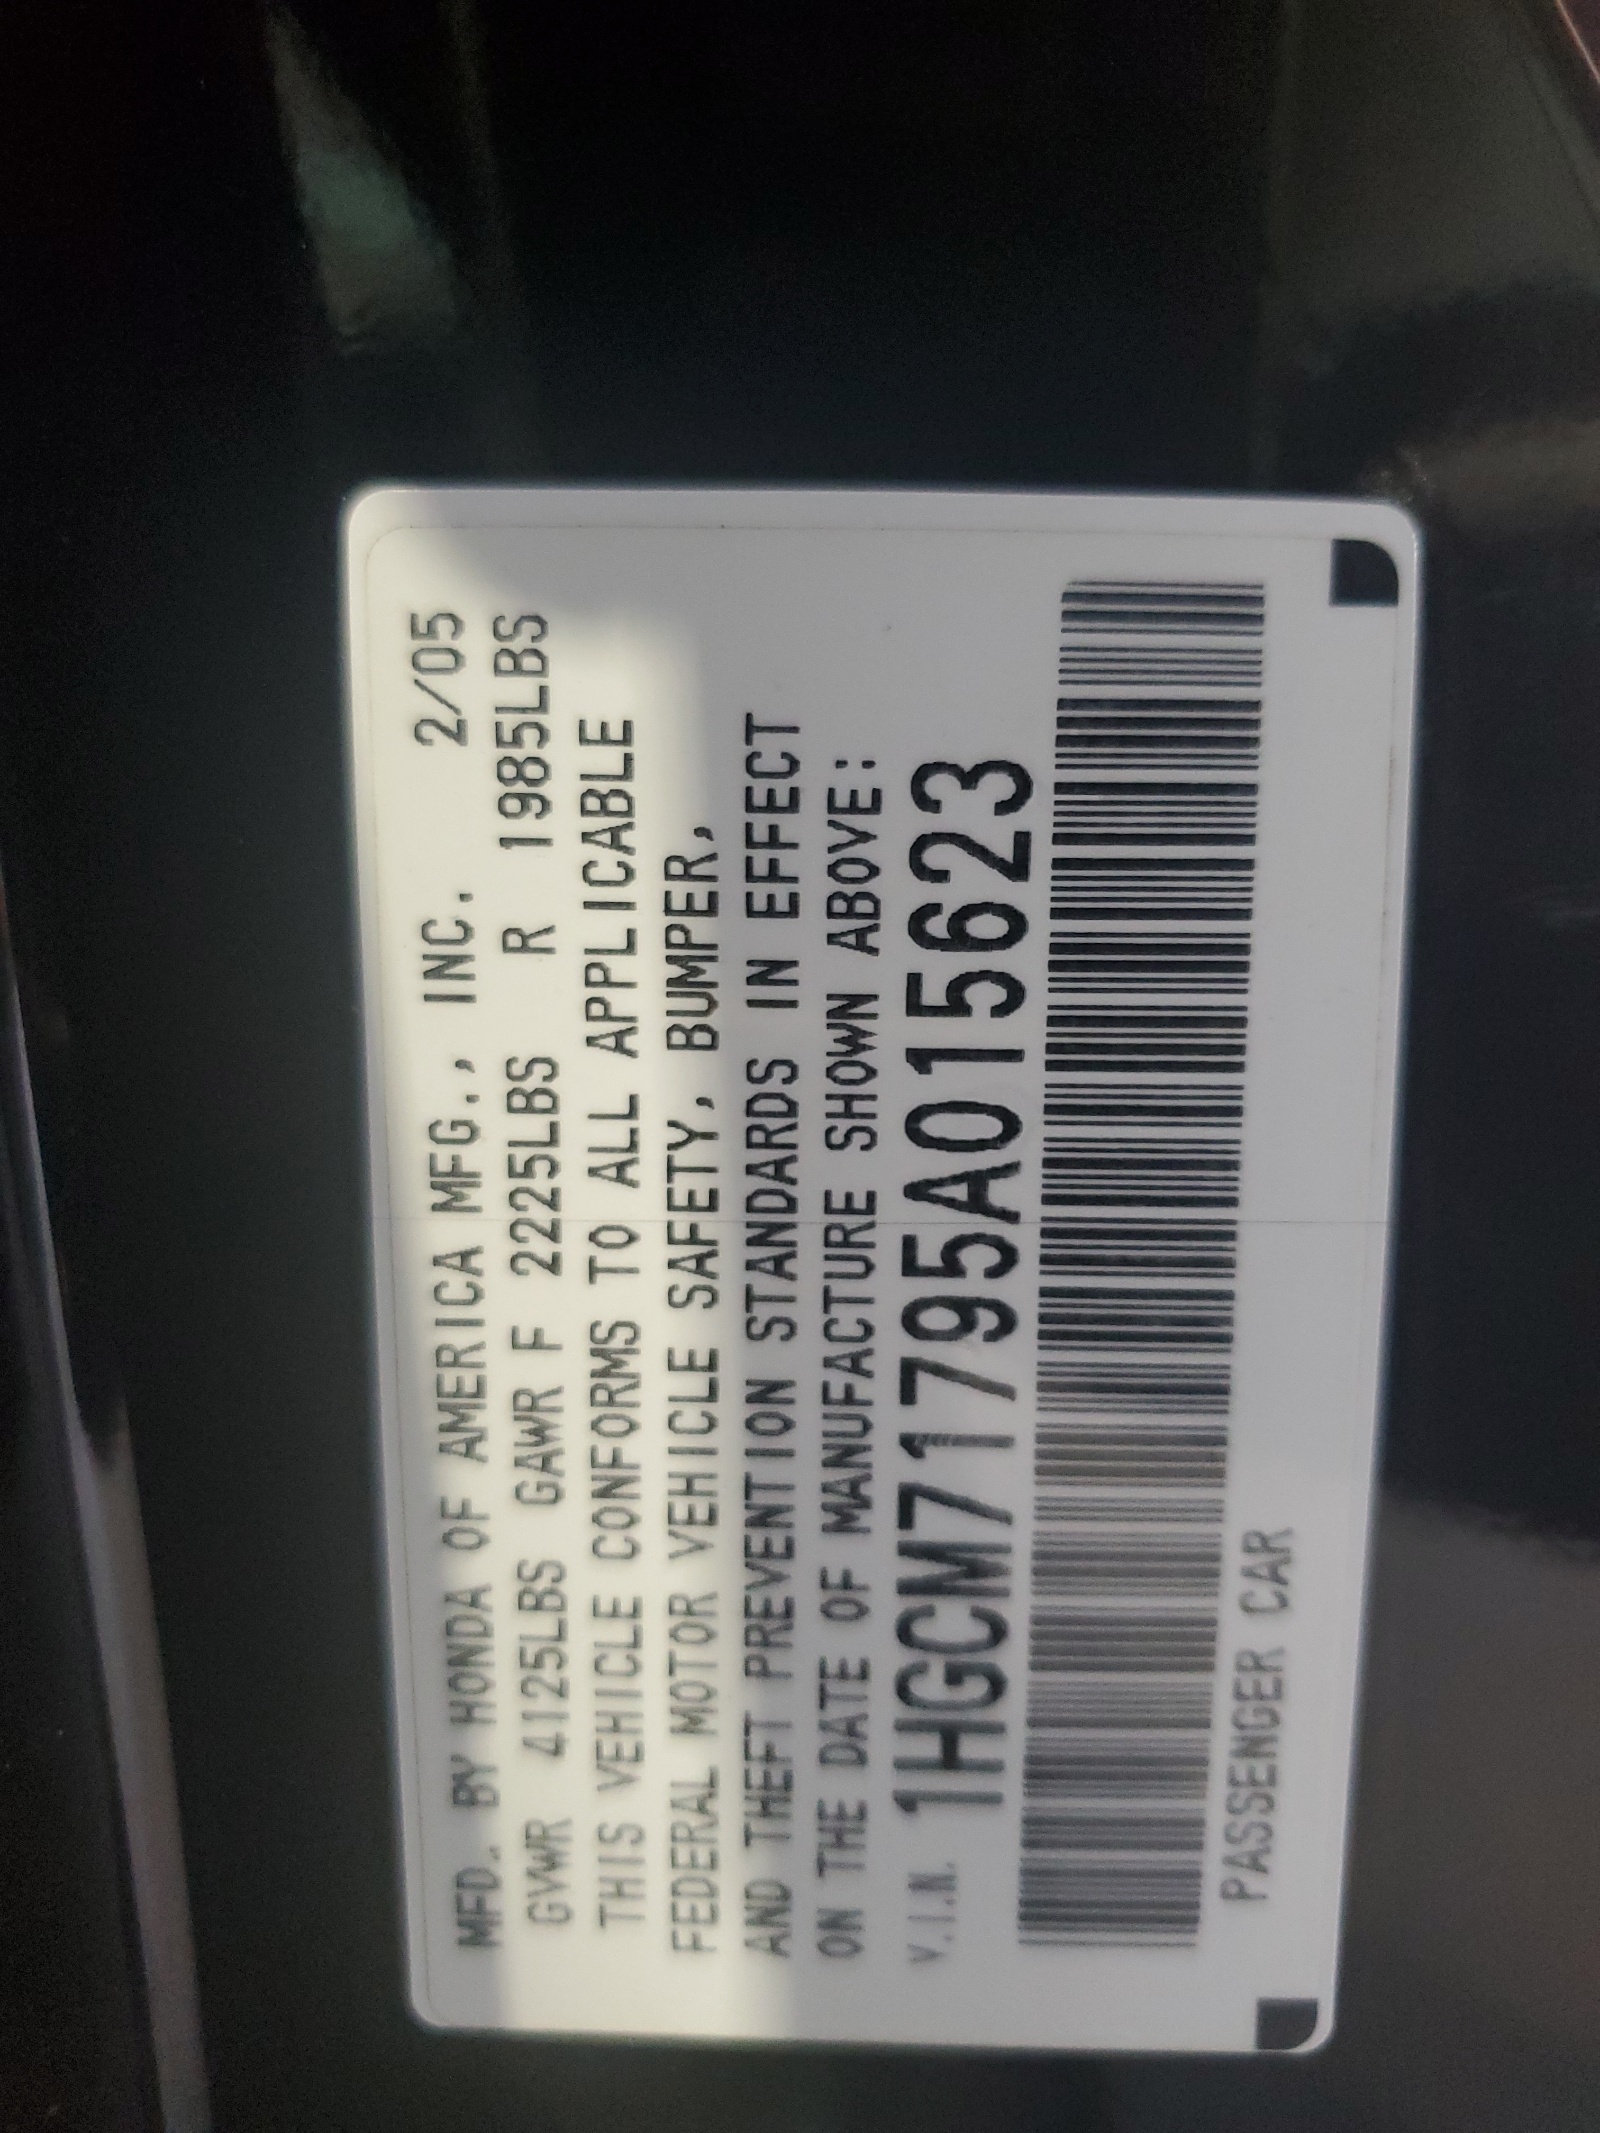 MFD. BY HONDA OF AMERICA MFG., INC. 2/05
GVWR 4125LBS GAWR F 2225LBS R 1985LBS
THIS VEHICLE CONFORMS TO ALL APPLICABLE
FEDERAL MOTOR VEHICLE SAFETY, BUMPER,
AND THEFT PREVENTION STANDARDS IN EFFECT
ON THE DATE OF MANUFACTURE SHOWN ABOVE:
V.I.N. 1HGCM71795A015623
PASSENGER CAR